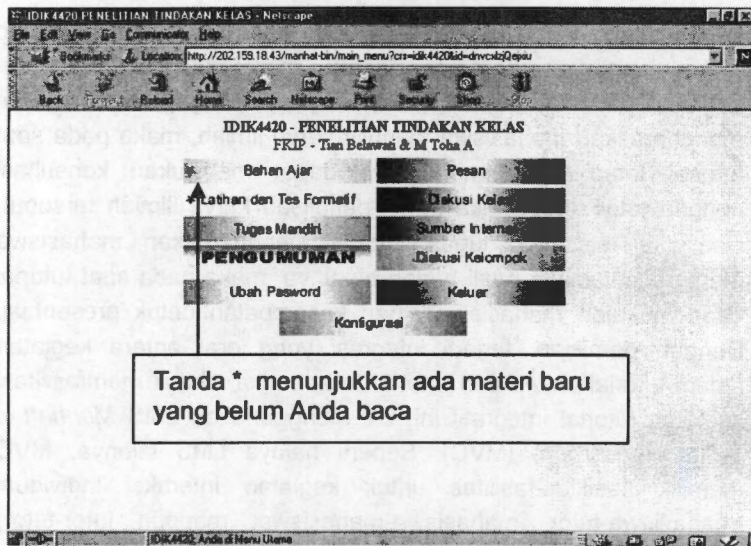 IDIK4420 PENELITIAN TINDAKAN KELAS - Netscape
File Edit View Go Communicator Help
Bookmarks Location: http://202.159.18.43/manhat-bin/main_menu?crs=idik4420&id=
Back Forward Reload Home Search Netscape Print Security Shop Stop
IDIK4420 - PENELITIAN TINDAKAN KELAS
FKIP - Tian Belawati & M Toha A
* Bahan Ajar Pesan
* Latihan dan Tes Formatif Diskusi Kelas
Tugas Mandiri Sumber Internet
PENGUMUMAN Diskusi Kelompok
Ubah Pasword Keluar
Konfigurasi
Tanda * menunjukkan ada materi baru
yang belum Anda baca
IDIK4420: Anda di Menu Utama